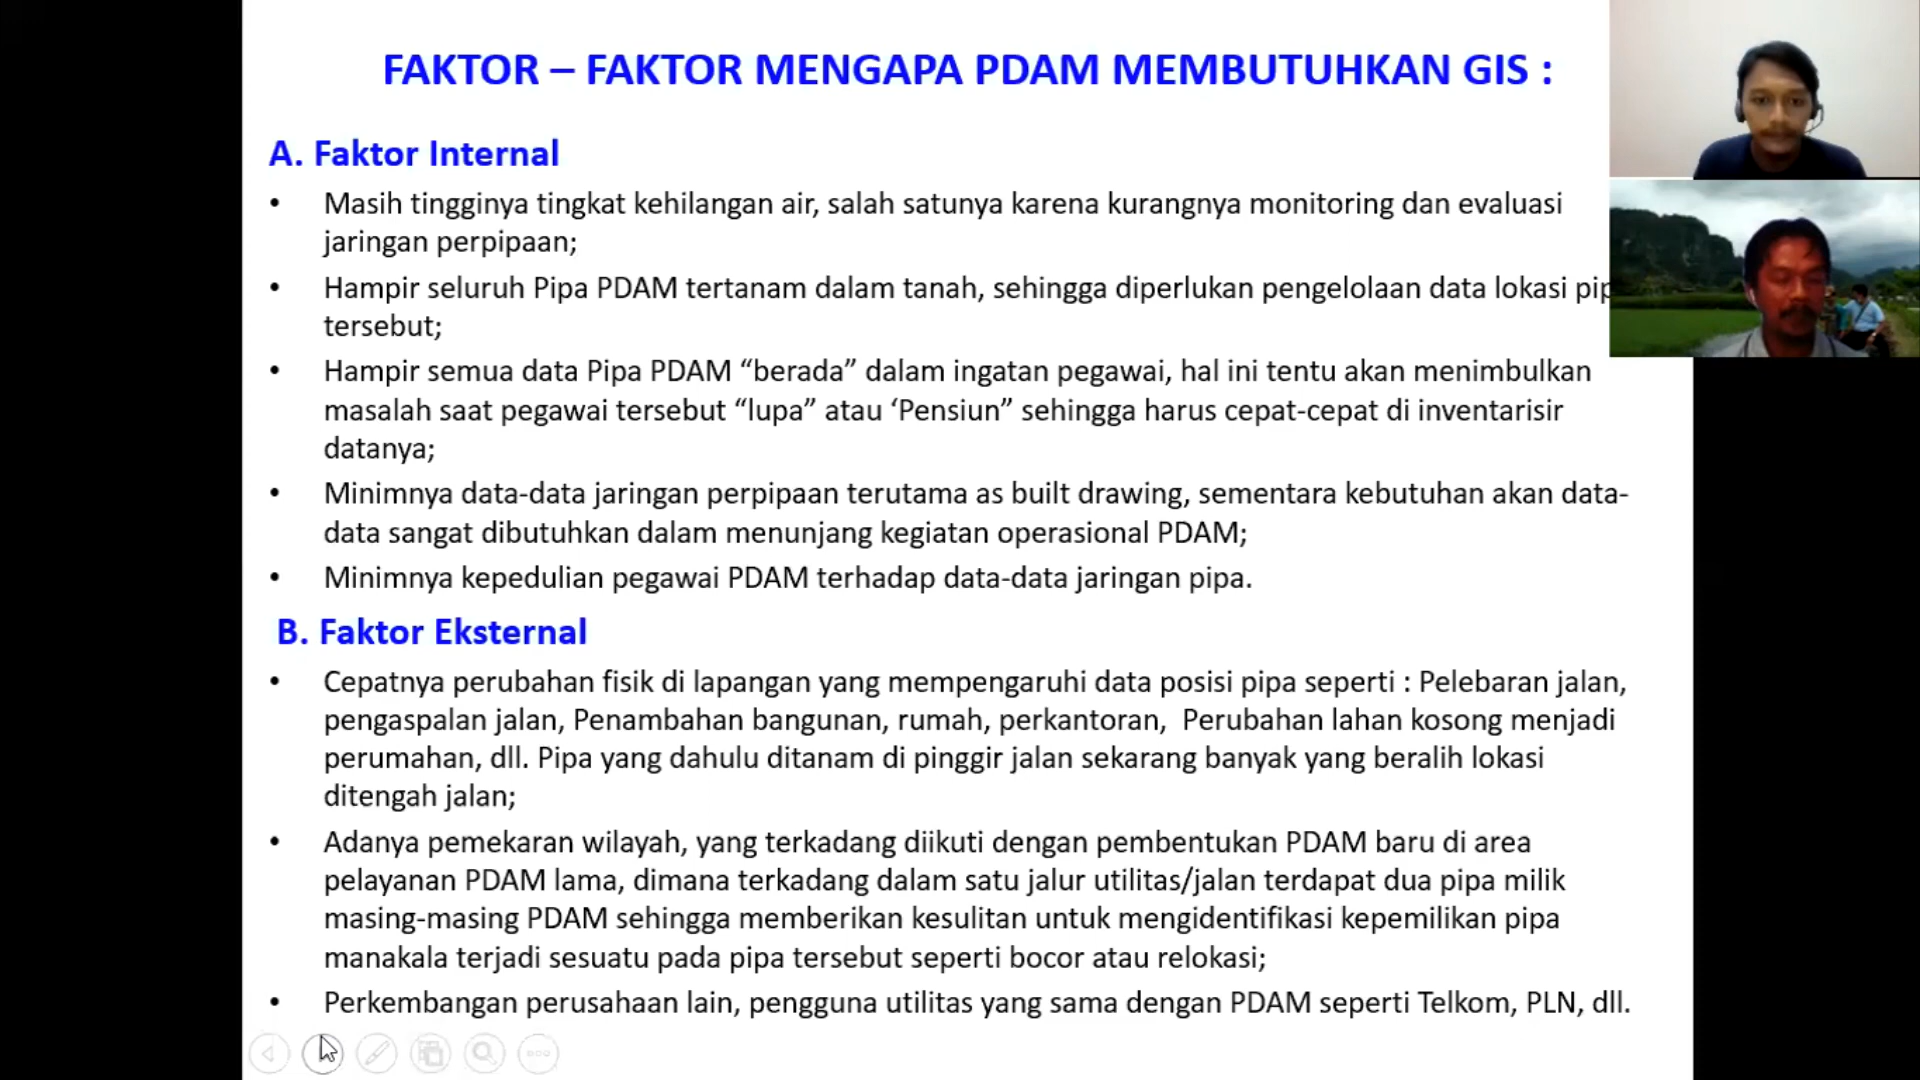 FAKTOR – FAKTOR MENGAPA PDAM MEMBUTUHKAN GIS :
A. Faktor Internal
• Masih tingginya tingkat kehilangan air, salah satunya karena kurangnya monitoring dan evaluasi
jaringan perpipaan;
• Hampir seluruh Pipa PDAM tertanam dalam tanah, sehingga diperlukan pengelolaan data lokasi
tersebut;
• Hampir semua data Pipa PDAM “berada” dalam ingatan pegawai, hal ini tentu akan menimbulkan
masalah saat pegawai tersebut “lupa” atau ‘Pensiun” sehingga harus cepat-cepat di inventarisir
datanya;
• Minimnya data-data jaringan perpipaan terutama as built drawing, sementara kebutuhan akan data-
data sangat dibutuhkan dalam menunjang kegiatan operasional PDAM;
• Minimnya kepedulian pegawai PDAM terhadap data-data jaringan pipa.
B. Faktor Eksternal
• Cepatnya perubahan fisik di lapangan yang mempengaruhi data posisi pipa seperti : Pelebaran jalan,
pengaspalan jalan, Penambahan bangunan, rumah, perkantoran, Perubahan lahan kosong menjadi
perumahan, dll. Pipa yang dahulu ditanam di pinggir jalan sekarang banyak yang beralih lokasi
ditengah jalan;
• Adanya pemekaran wilayah, yang terkadang diikuti dengan pembentukan PDAM baru di area
pelayanan PDAM lama, dimana terkadang dalam satu jalur utilitas/jalan terdapat dua pipa milik
masing-masing PDAM sehingga memberikan kesulitan untuk mengidentifikasi kepemilikan pipa
manakala terjadi sesuatu pada pipa tersebut seperti bocor atau relokasi;
• Perkembangan perusahaan lain, pengguna utilitas yang sama dengan PDAM seperti Telkom, PLN, dll.